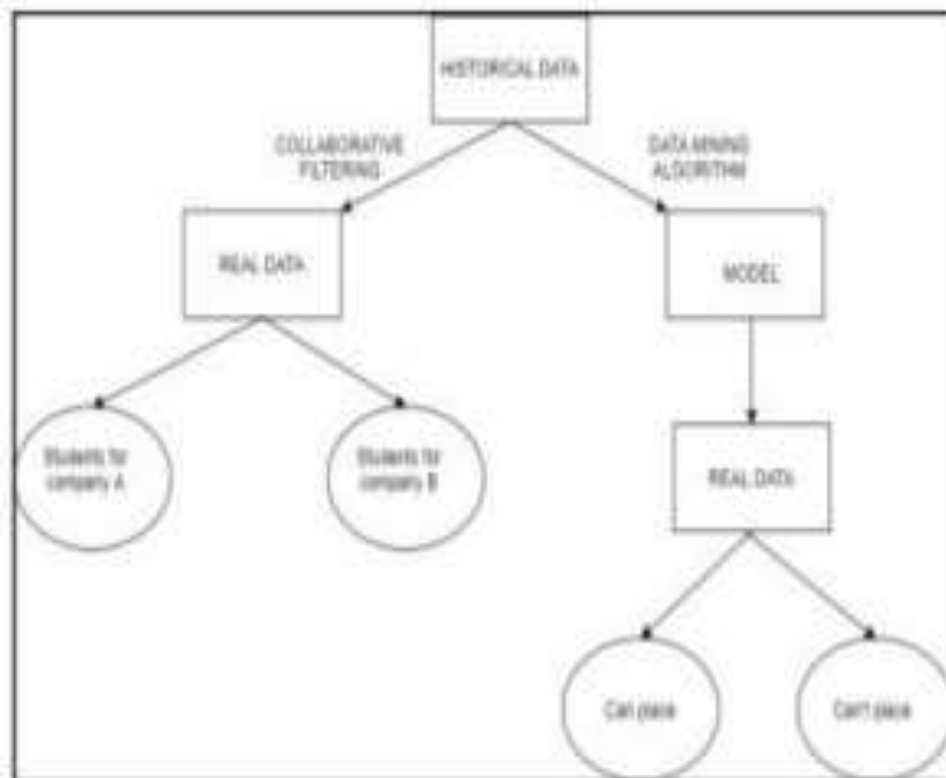 HISTORICAL DATA
COLLABORATIVE
FILTERING
DATA MINING
ALGORITHM
REAL DATA
MODEL
Students for
company A
Students for
company B
REAL DATA
Can place
Can't place